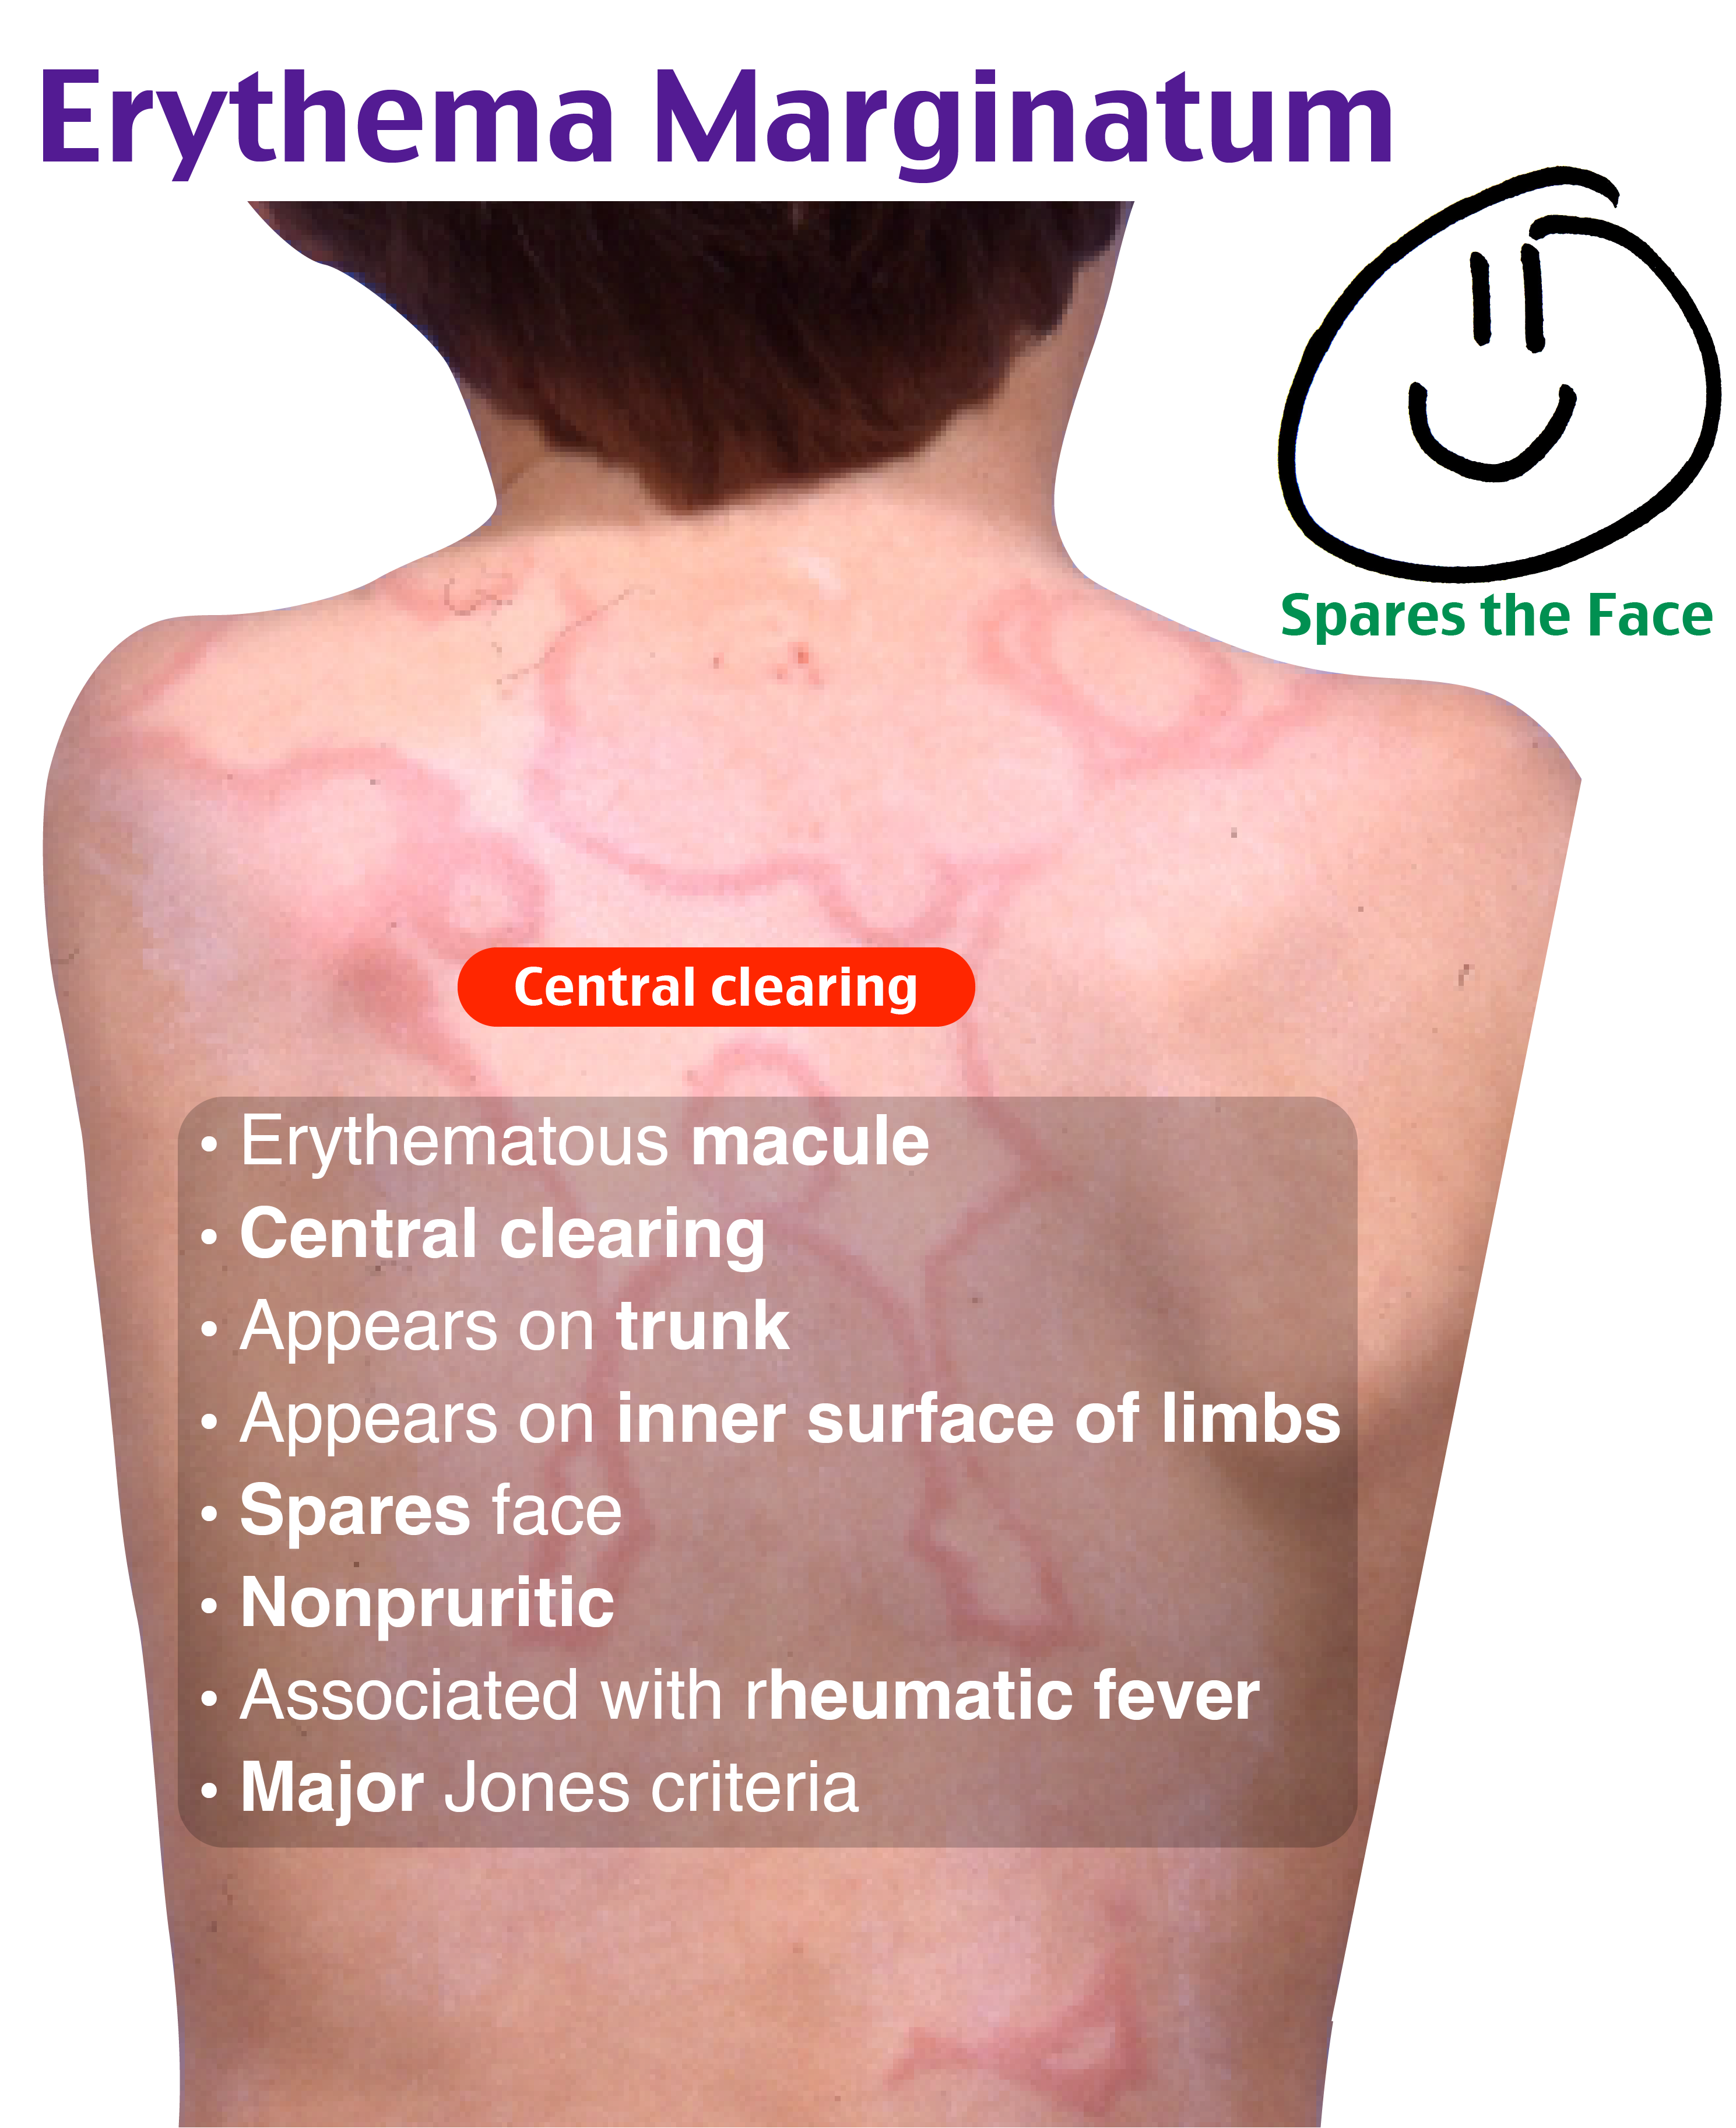 Erythema Marginatum
Spares the Face
Central clearing
• Erythematous macule
• Central clearing
• Appears on trunk
• Appears on inner surface of limbs
• Spares face
• Nonpruritic
• Associated with rheumatic fever
• Major Jones criteria